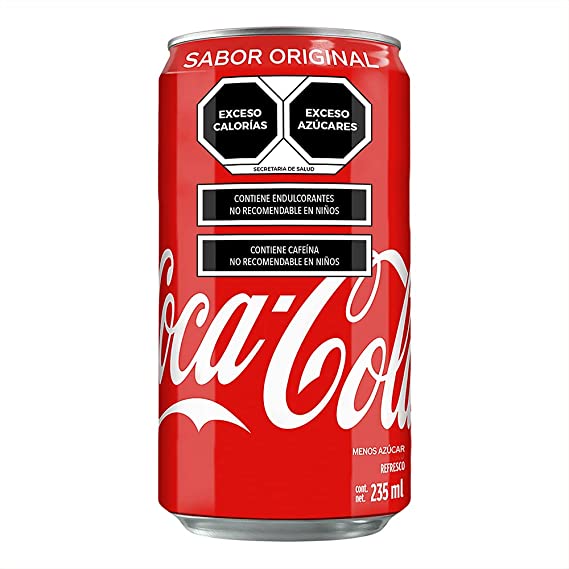 SABOR ORIGINAL
EXCESO
CALORÍAS
EXCESO
AZÚCARES
SECRETARÍA DE SALUD
CONTIENE ENDULCORANTES
NO RECOMENDABLE EN NIÑOS
CONTIENE CAFEÍNA
NO RECOMENDABLE EN NIÑOS
Coca-Cola
MENOS AZÚCAR
REFRESCO
cont.
net. 235 ml